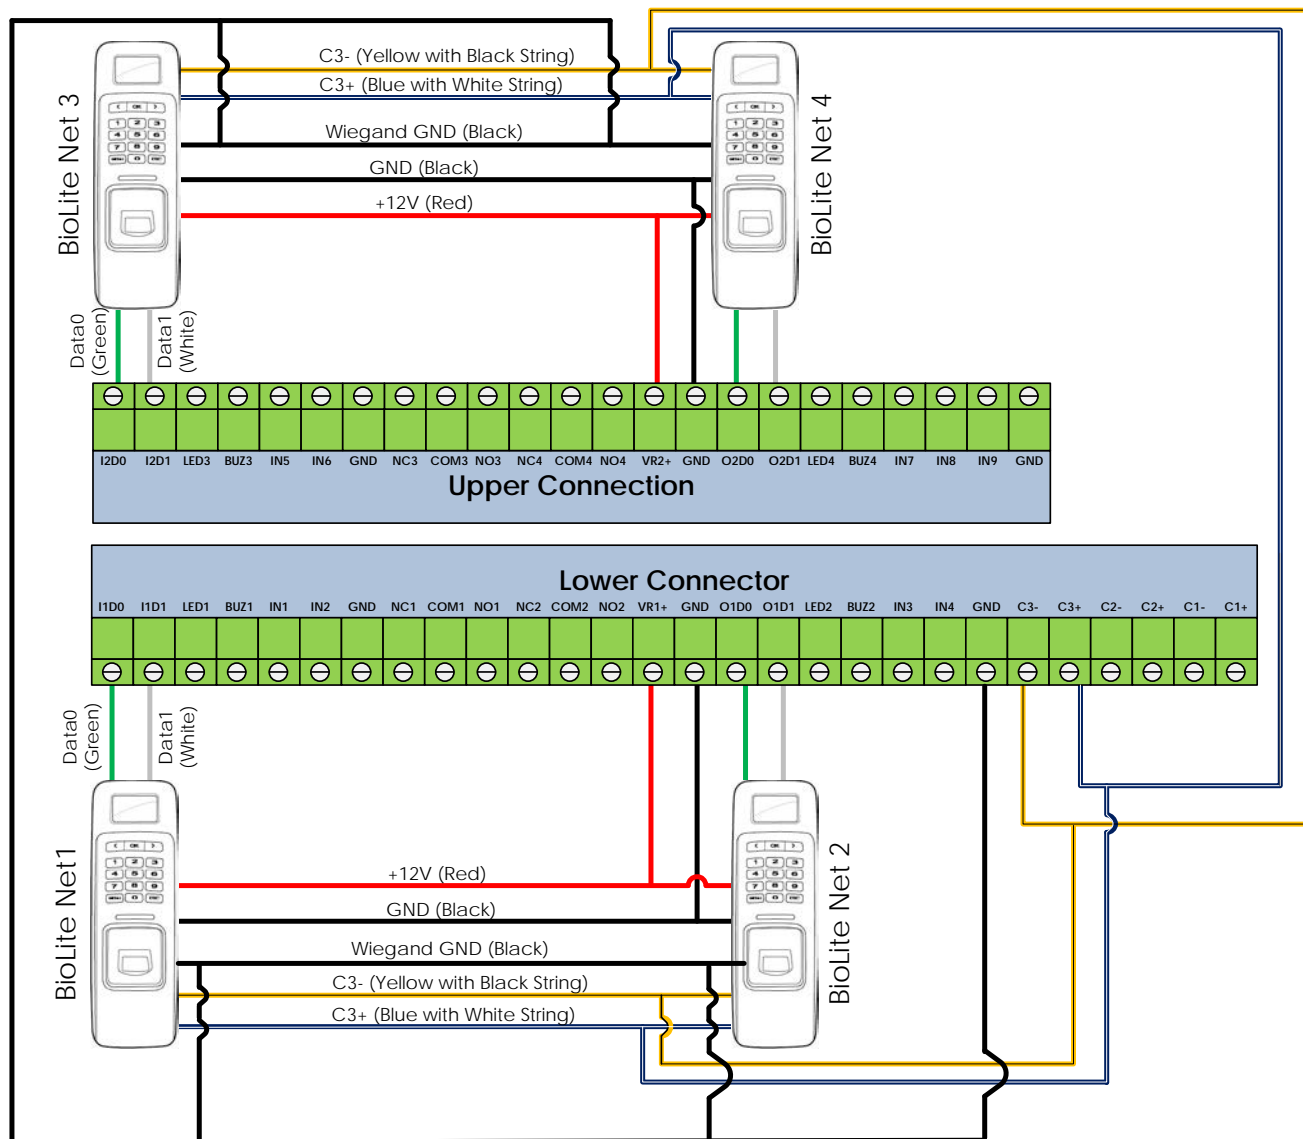 C3- (Yellow with Black String)
C3+ (Blue with White String)
Wiegand GND (Black)
GND (Black)
+12V (Red)
BioLite Net 3
BioLite Net 4
Data0
(Green)
Data1
(White)
I2D0 I2D1 LED3 BUZ3 IN5 IN6 GND NC3 COM3 NO3 NC4 COM4 NO4 VR2+ GND O2D0 O2D1 LED4 BUZ4 IN7 IN8 IN9 GND
Upper Connection
Lower Connector
I1D0 I1D1 LED1 BUZ1 IN1 IN2 GND NC1 COM1 NO1 NC2 COM2 NO2 VR1+ GND O1D0 O1D1 LED2 BUZ2 IN3 IN4 GND C3- C3+ C2- C2+ C1- C1+
Data0
(Green)
Data1
(White)
BioLite Net1
BioLite Net 2
+12V (Red)
GND (Black)
Wiegand GND (Black)
C3- (Yellow with Black String)
C3+ (Blue with White String)